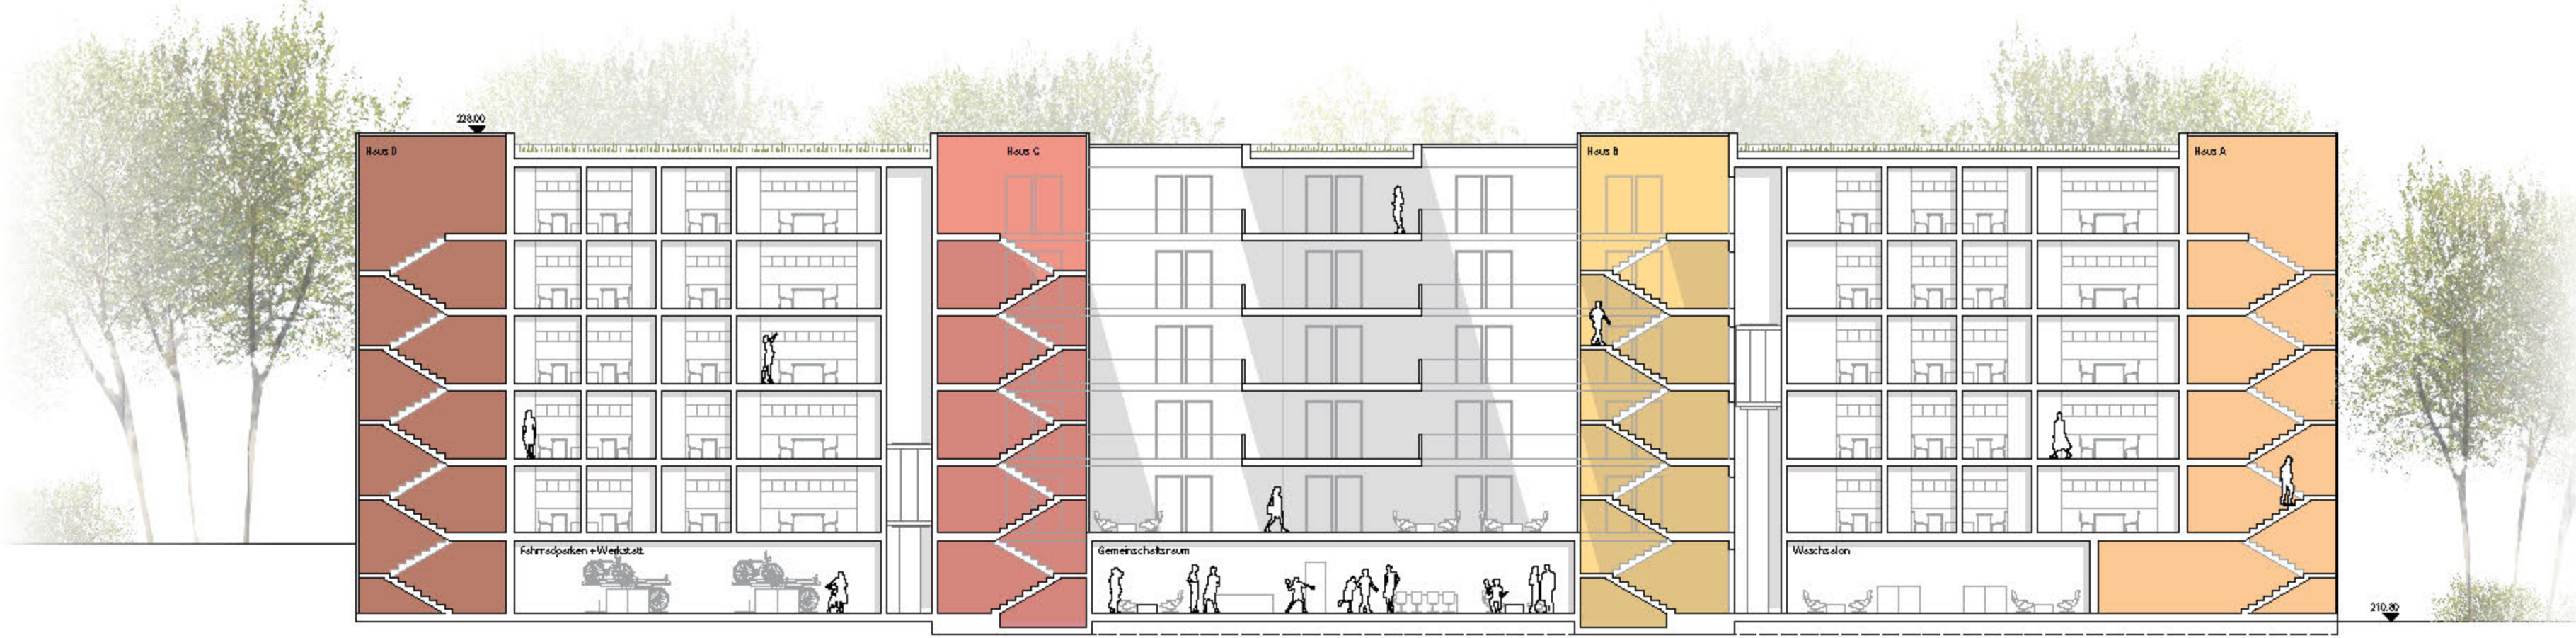 228.00
Haus D
Haus C
Haus B
Haus A
Fahrradparken + Werkstatt
Gemeinschaftsraum
Waschsalon
210.80